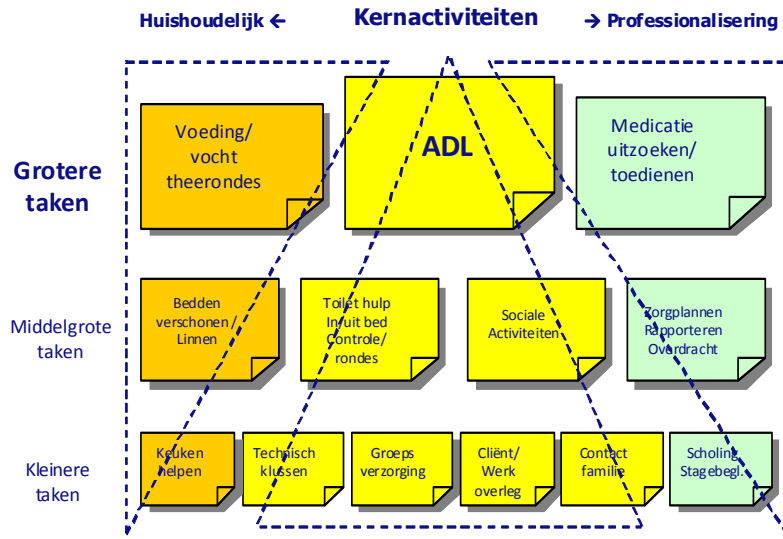 Huishoudelijk ← Kernactiviteiten → Professionalisering
Grotere
taken
Voeding/
vocht
theerondes
ADL
Medicatie
uitzoeken/
toedienen
Middelgrote
taken
Bedden
verschonen /
Linnen
Toilet hulp
In/uit bed
Controle/
rondes
Sociale
Activiteiten
Zorgplannen
Rapporteren
Overdracht
Kleinere
taken
Keuken
helpen
Technisch
klussen
Groeps
verzorging
Cliënt/
Werk
overleg
Contact
familie
Scholing
Stagebegl.